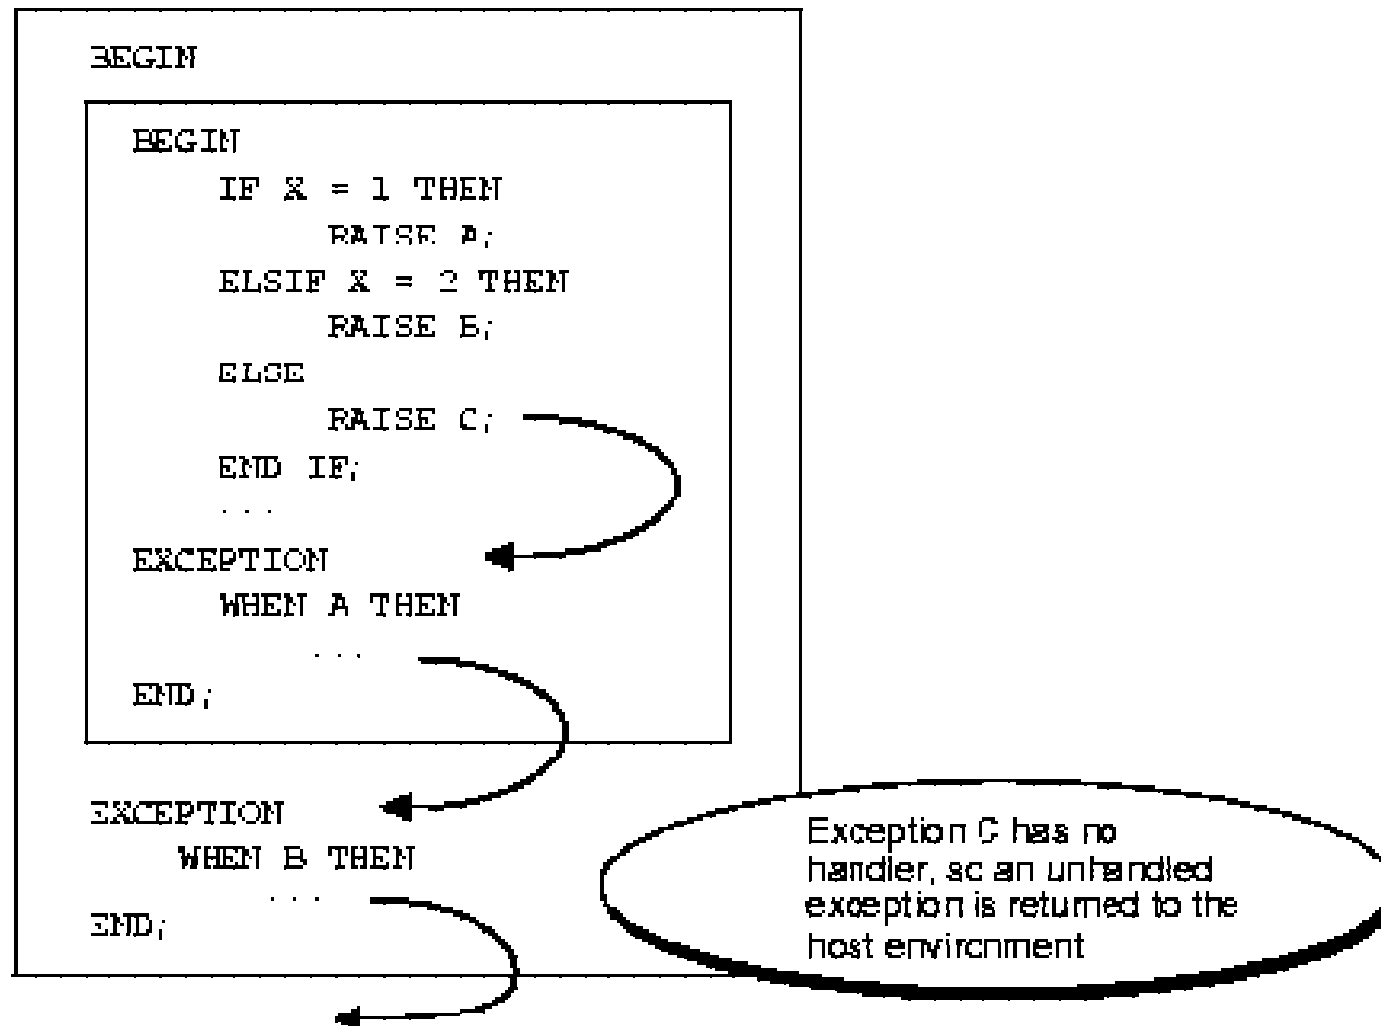 BEGIN
BEGIN
IF X = 1 THEN
RAISE A;
ELSIF X = 2 THEN
RAISE B;
ELSE
RAISE C;
END IF;
...
EXCEPTION
WHEN A THEN
...
END;
EXCEPTION
WHEN B THEN
...
END;
Exception C has no
handler, so an unhandled
exception is returned to the
host environment